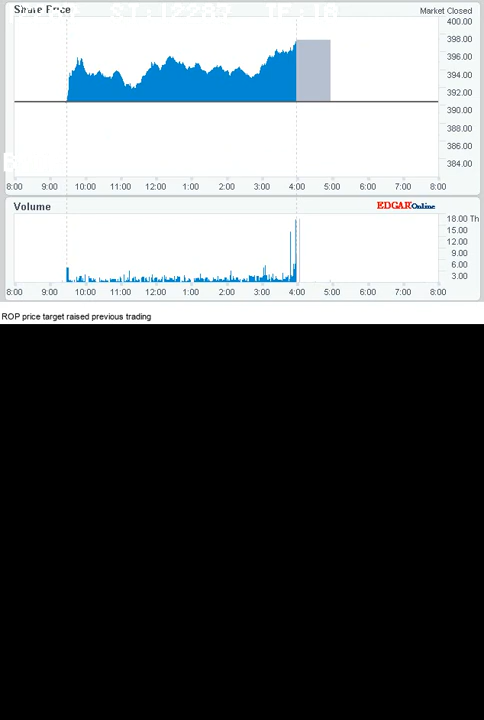 Share Price
Market Closed
400.00
398.00
396.00
394.00
392.00
390.00
388.00
386.00
384.00
8:00 9:00 10:00 11:00 12:00 1:00 2:00 3:00 4:00 5:00 6:00 7:00 8:00
Volume
EDGAR Online
18.00 Th
15.00
12.00
9.00
6.00
3.00
8:00 9:00 10:00 11:00 12:00 1:00 2:00 3:00 4:00 5:00 6:00 7:00 8:00
ROP price target raised previous trading